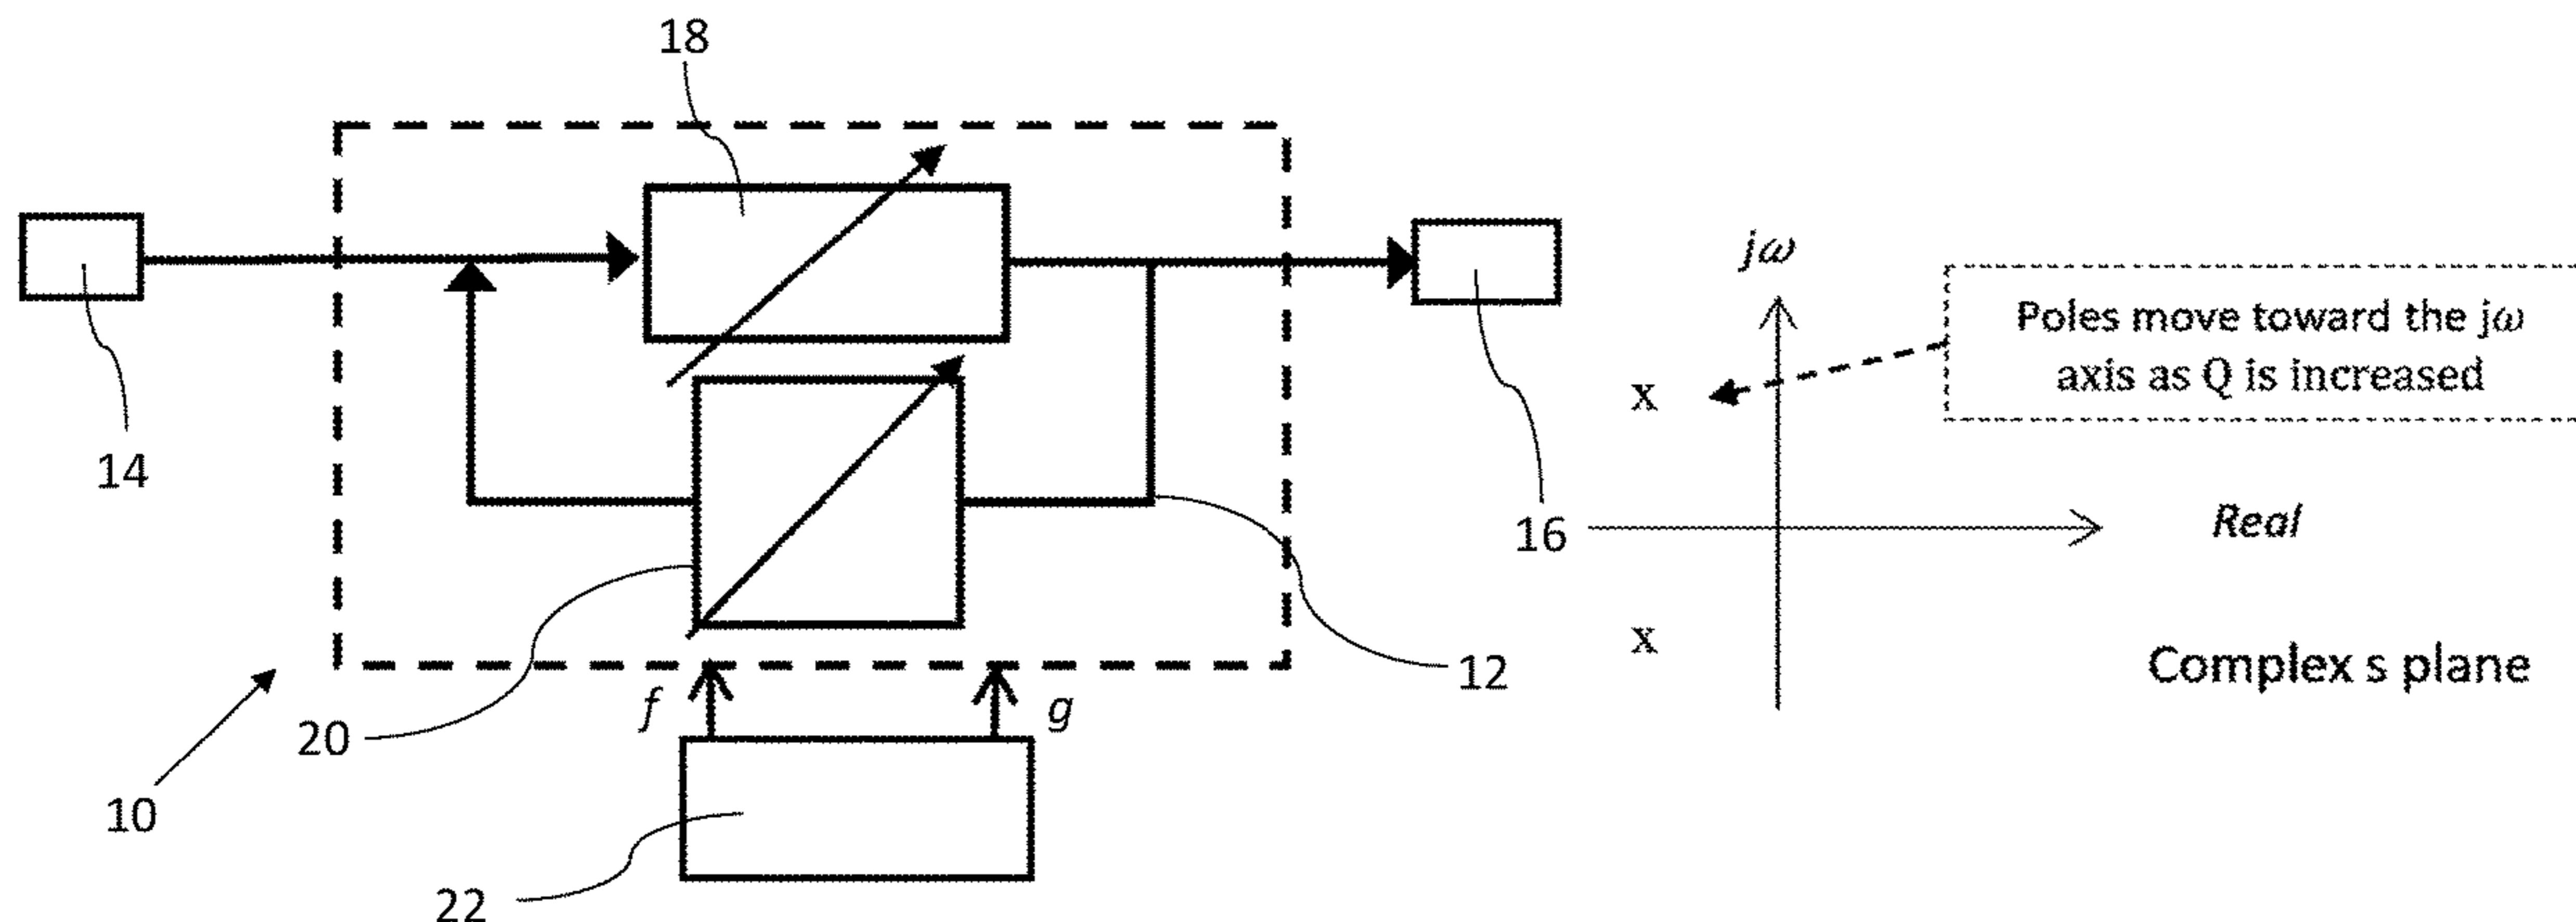 18
14
jω
Poles move toward the jω
axis as Q is increased
x
16
Real
x
Complex s plane
12
f
g
20
10
22